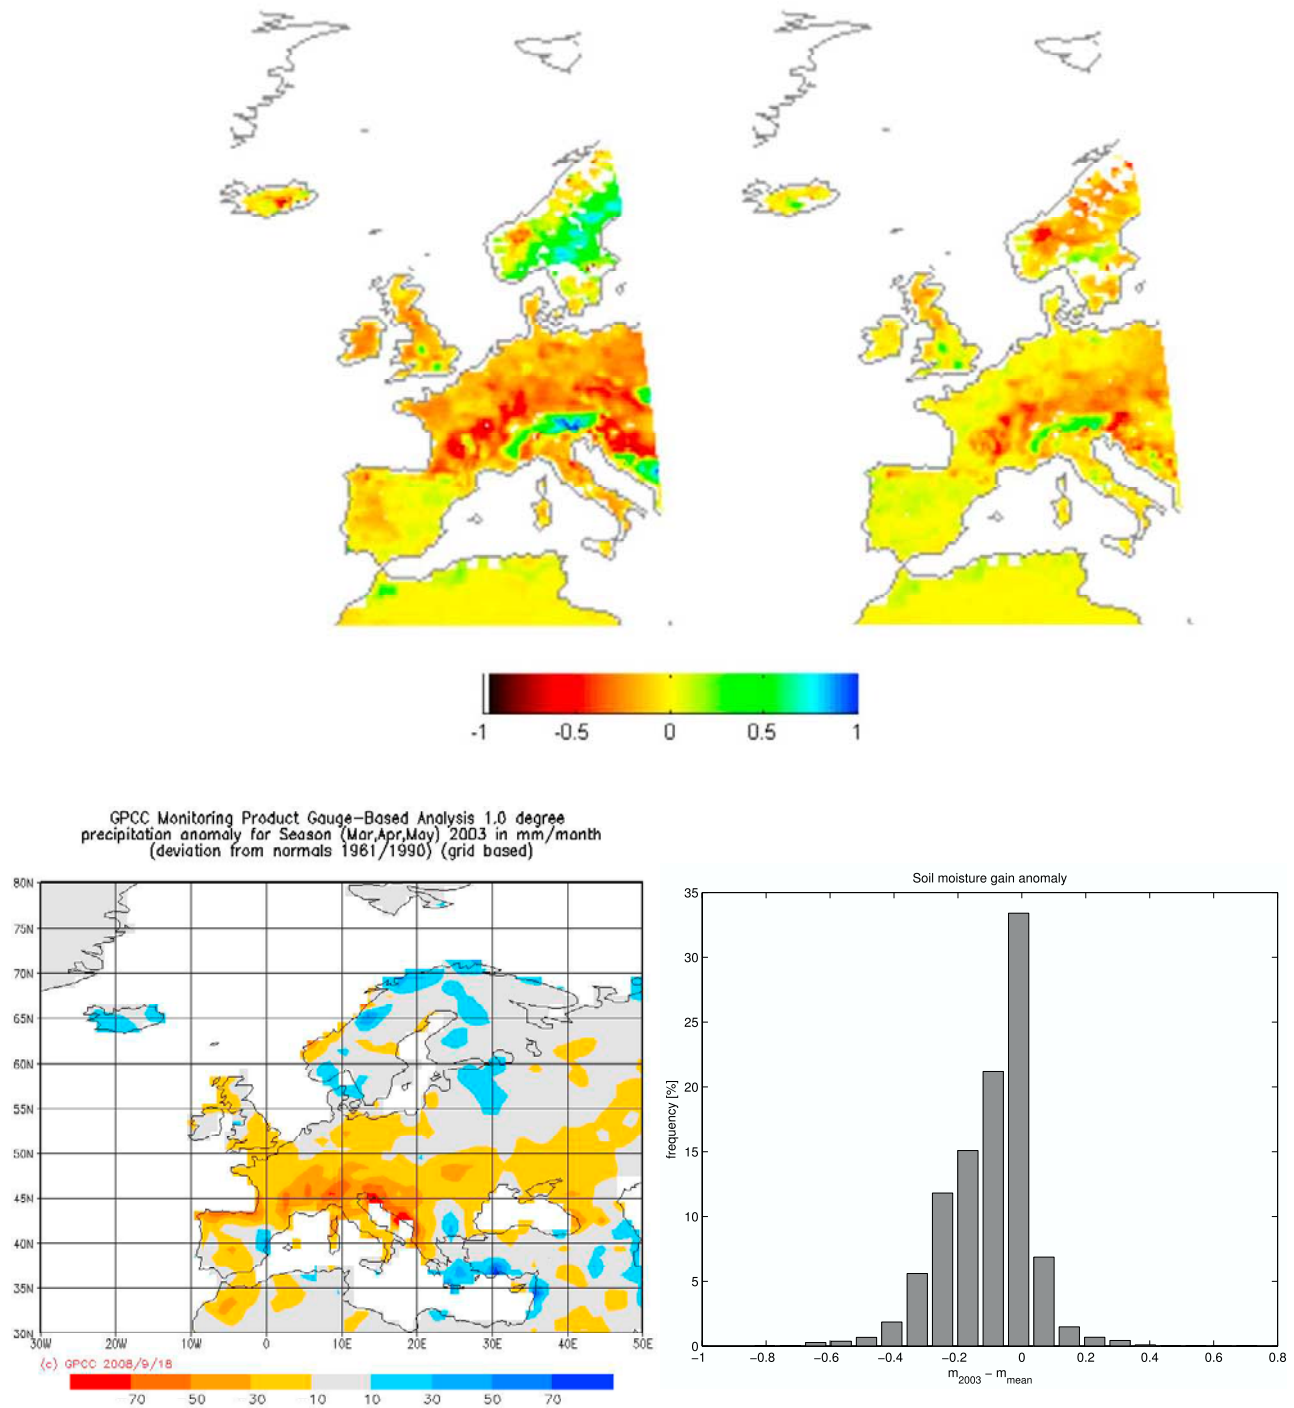 -1 -0.5 0 0.5 1
GPCC Monitoring Product Gauge-Based Analysis 1.0 degree
precipitation anomaly for Season (Mar,Apr,May) 2003 in mm/month
(deviation from normals 1961/1990) (grid based)
80N
75N
70N
65N
60N
55N
50N
45N
40N
35N
30N
30W 20W 10W 0 10E 20E 30E 40E 50E
(c) GPCC 2008/9/18
70 50 30 10 10 30 50 70
Soil moisture gain anomaly
35
30
25
20
15
10
5
0
frequency [%]
−1 −0.8 −0.6 −0.4 −0.2 0 0.2 0.4 0.6 0.8
m2003 − mmean